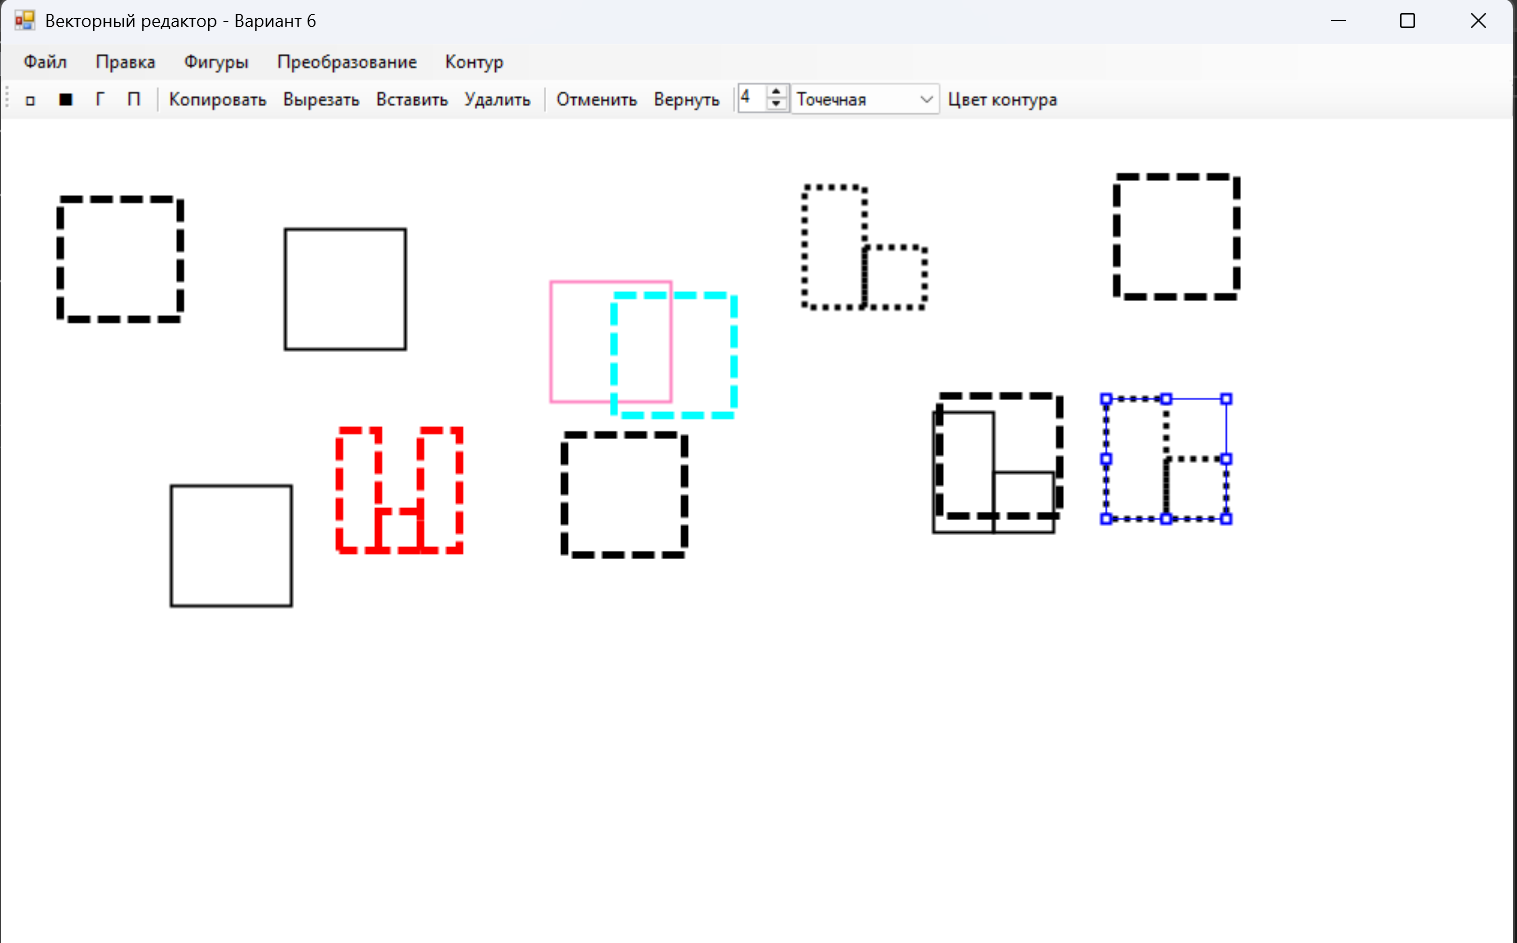 Векторный редактор - Вариант 6
Файл Правка Фигуры Преобразование Контур
Г П Копировать Вырезать Вставить Удалить Отменить Вернуть 4 Точечная Цвет контура